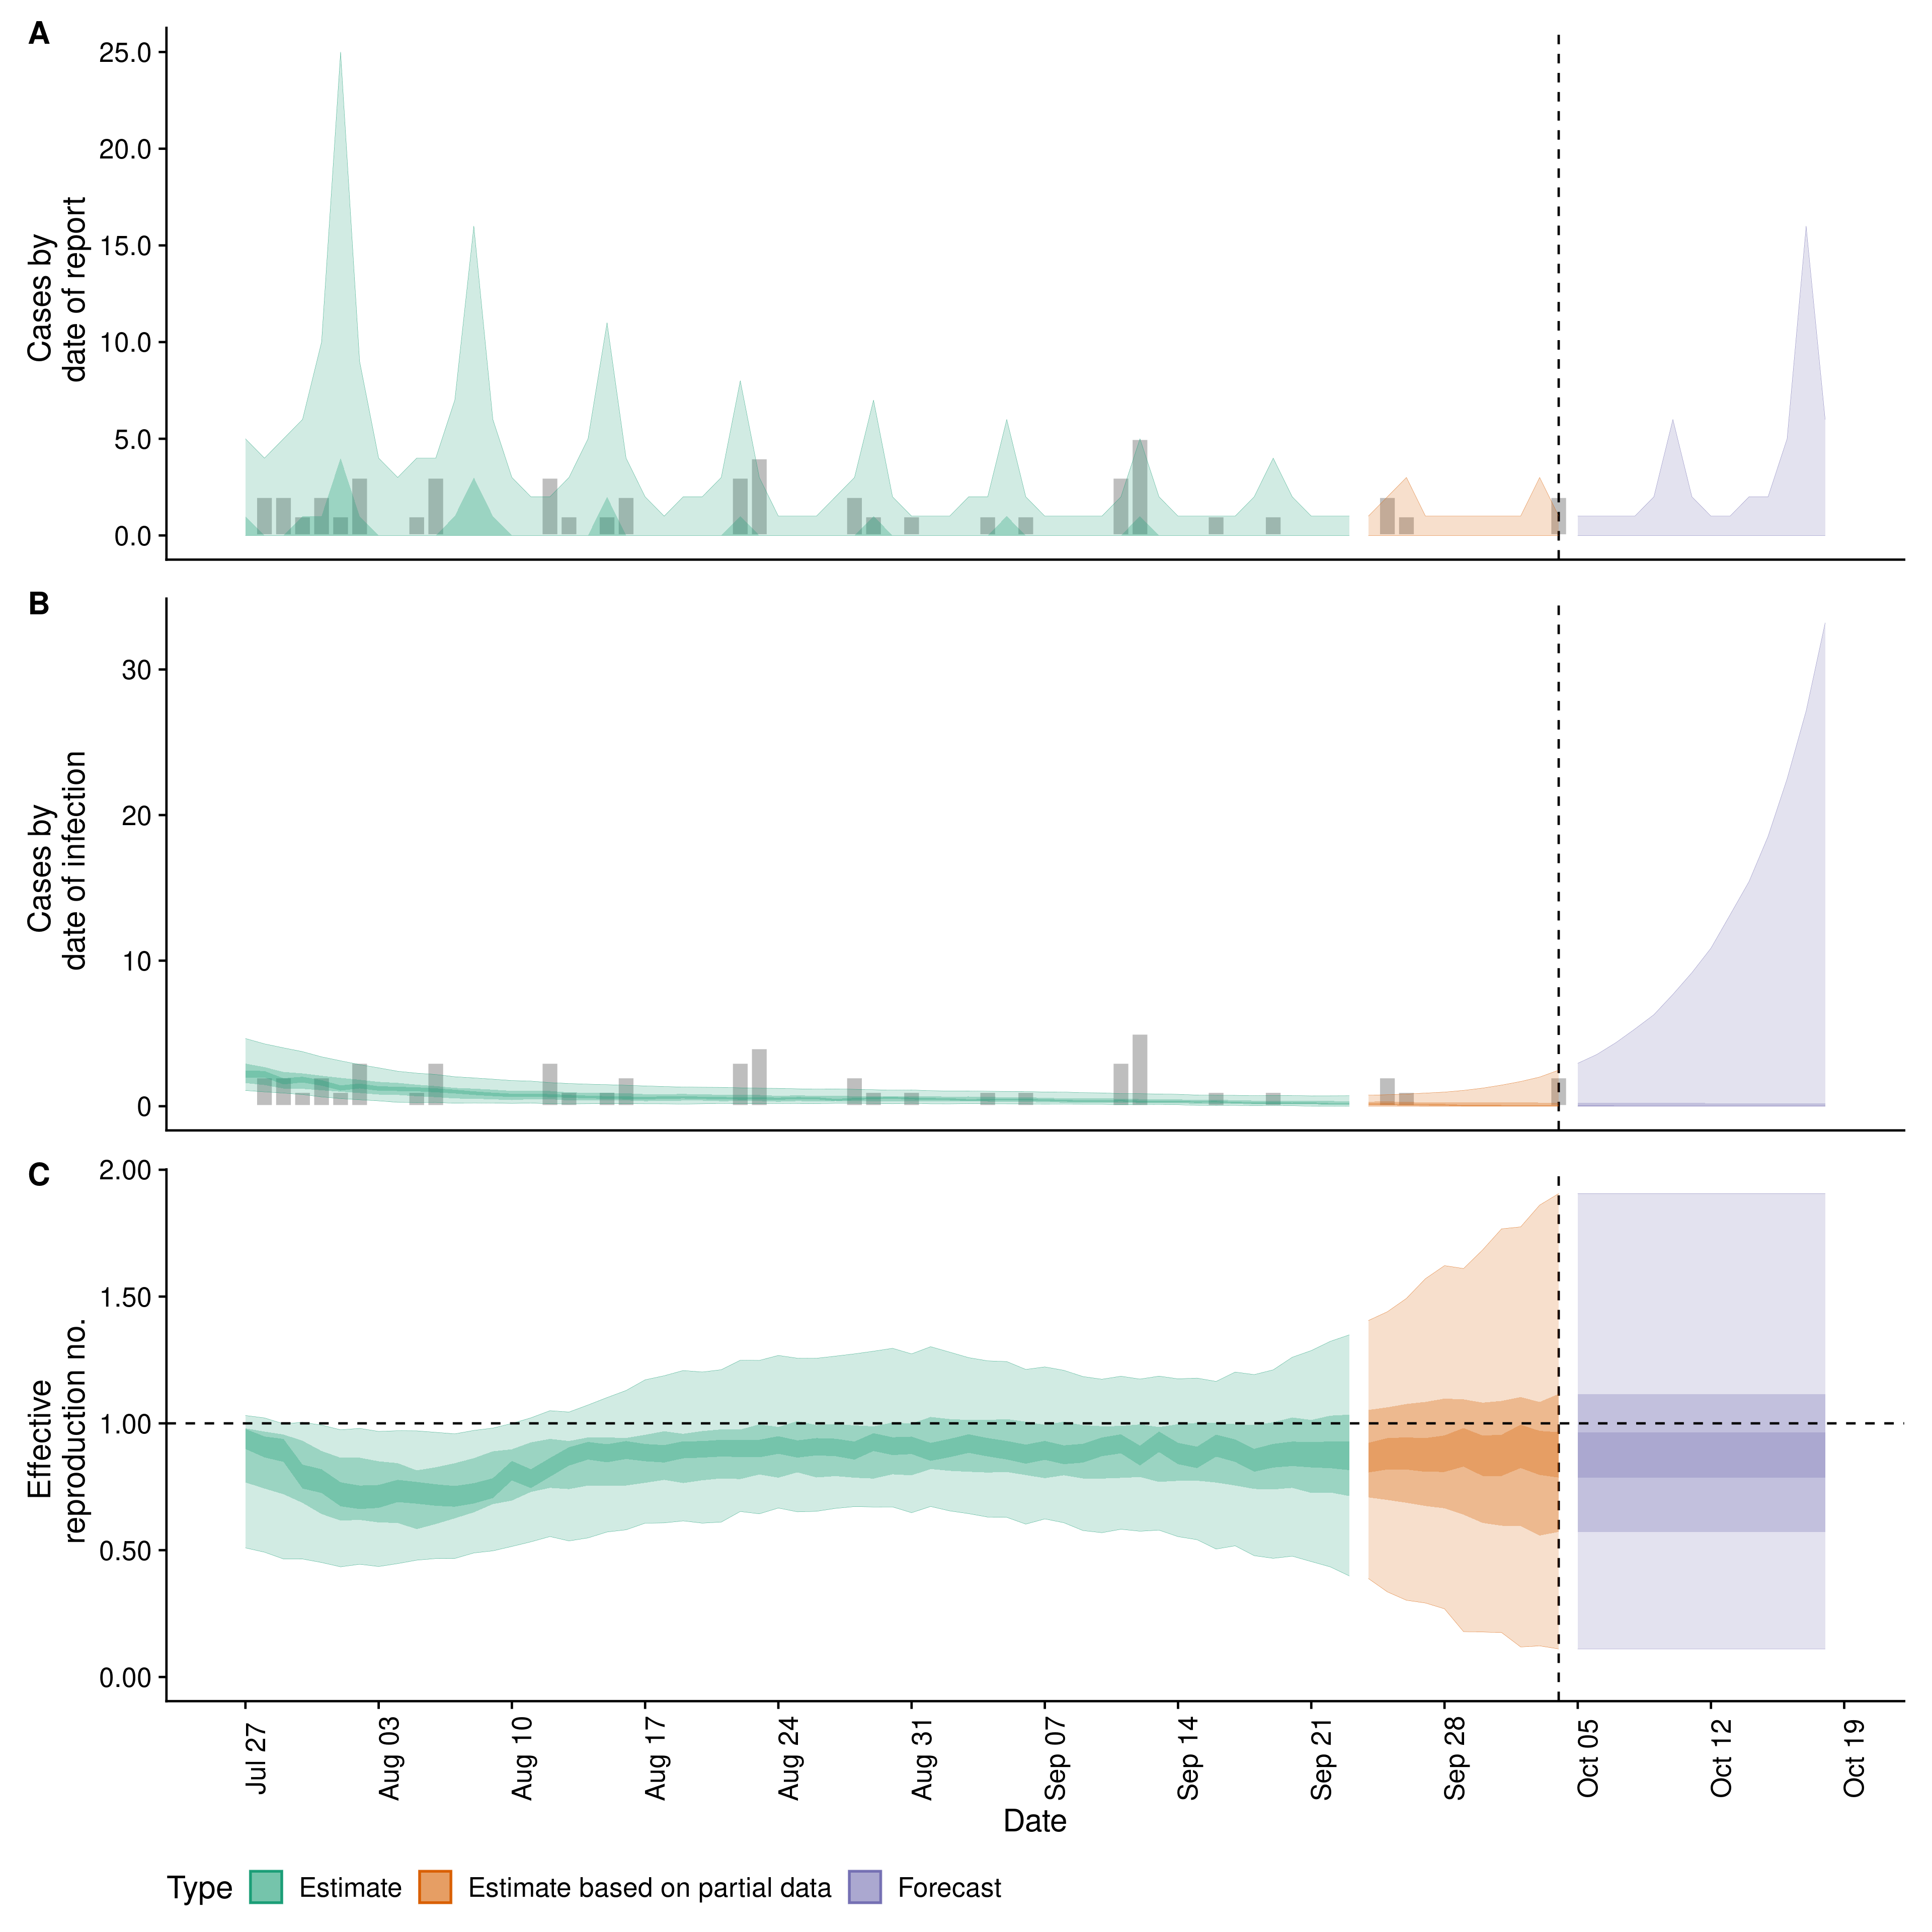 A
Cases by
date of report
25.0
20.0
15.0
10.0
5.0
0.0
B
Cases by
date of infection
30
20
10
0
C
Effective
reproduction no.
2.00
1.50
1.00
0.50
0.00
Jul 27
Aug 03
Aug 10
Aug 17
Aug 24
Aug 31
Sep 07
Sep 14
Sep 21
Sep 28
Oct 05
Oct 12
Oct 19
Date
Type Estimate Estimate based on partial data Forecast